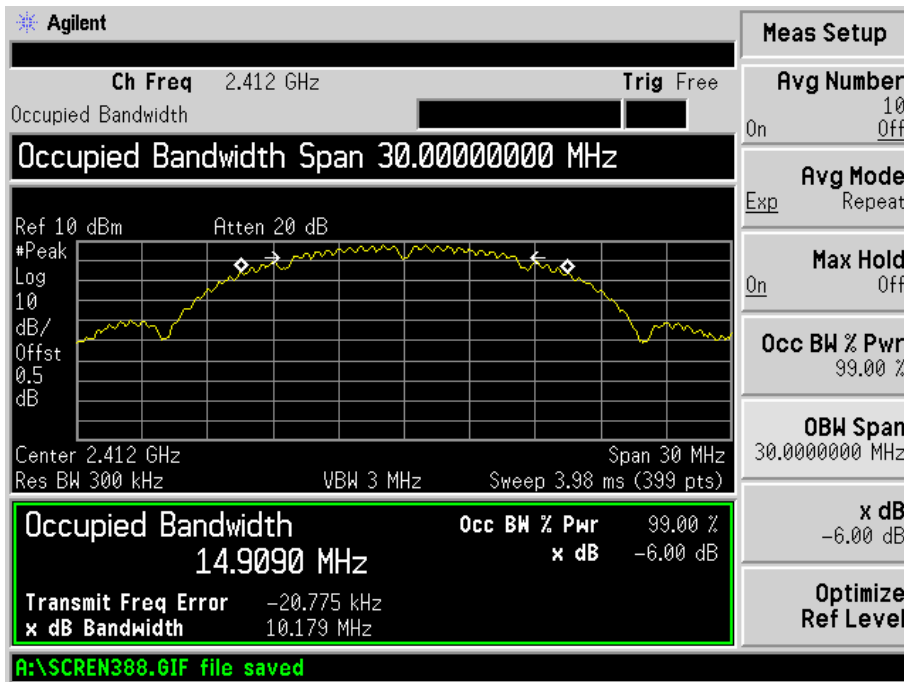 Agilent
Ch Freq 2.412 GHz Trig Free
Occupied Bandwidth
Occupied Bandwidth Span 30.00000000 MHz
Ref 10 dBm Atten 20 dB
#Peak
Log
10
dB/
Offst
0.5
dB
Center 2.412 GHz Span 30 MHz
Res BW 300 kHz VBW 3 MHz Sweep 3.98 ms (399 pts)
Occupied Bandwidth
14.9090 MHz
Occ BW % Pwr 99.00 %
x dB -6.00 dB
Transmit Freq Error -20.775 kHz
x dB Bandwidth 10.179 MHz
A:\SCREN388.GIF file saved
Meas Setup
Avg Number
10
On Off
Avg Mode
Exp Repeat
Max Hold
On Off
Occ BW % Pwr
99.00 %
OBW Span
30.0000000 MHz
x dB
-6.00 dB
Optimize
Ref Level